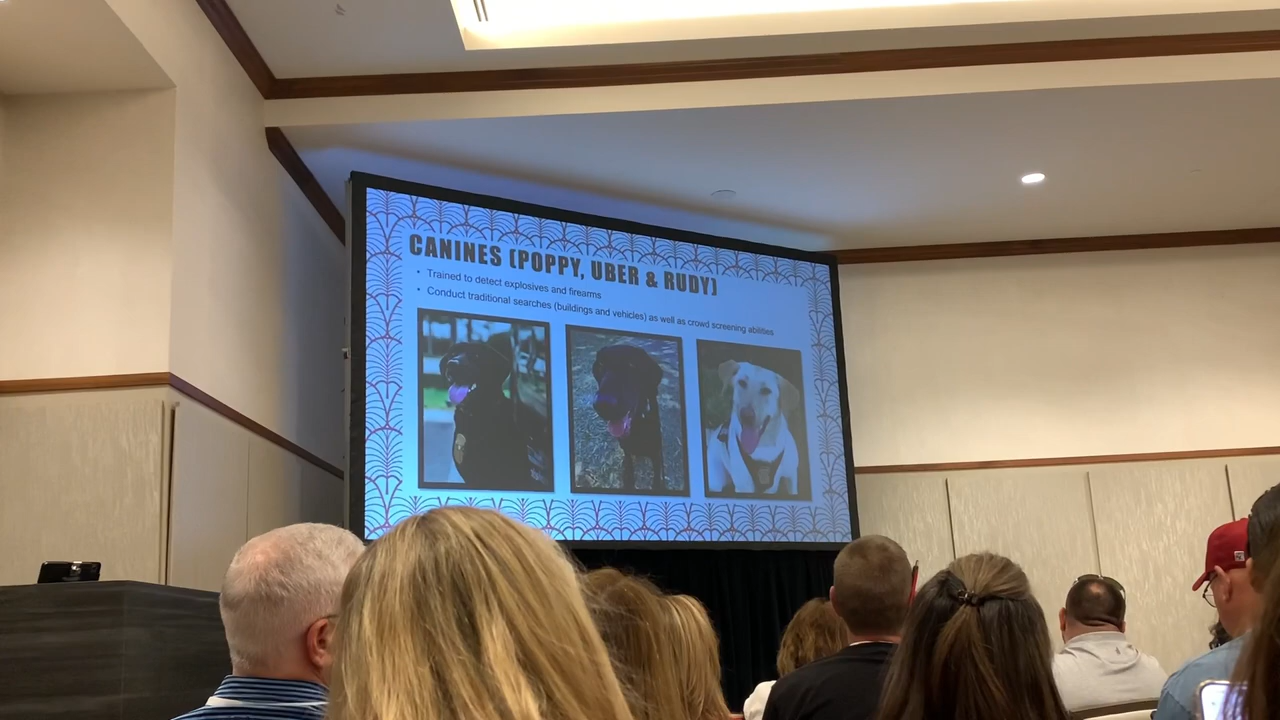 CANINES (POPPY, UBER & RUDY)
• Trained to detect explosives and firearms
• Conduct traditional searches (buildings and vehicles) as well as crowd screening abilities